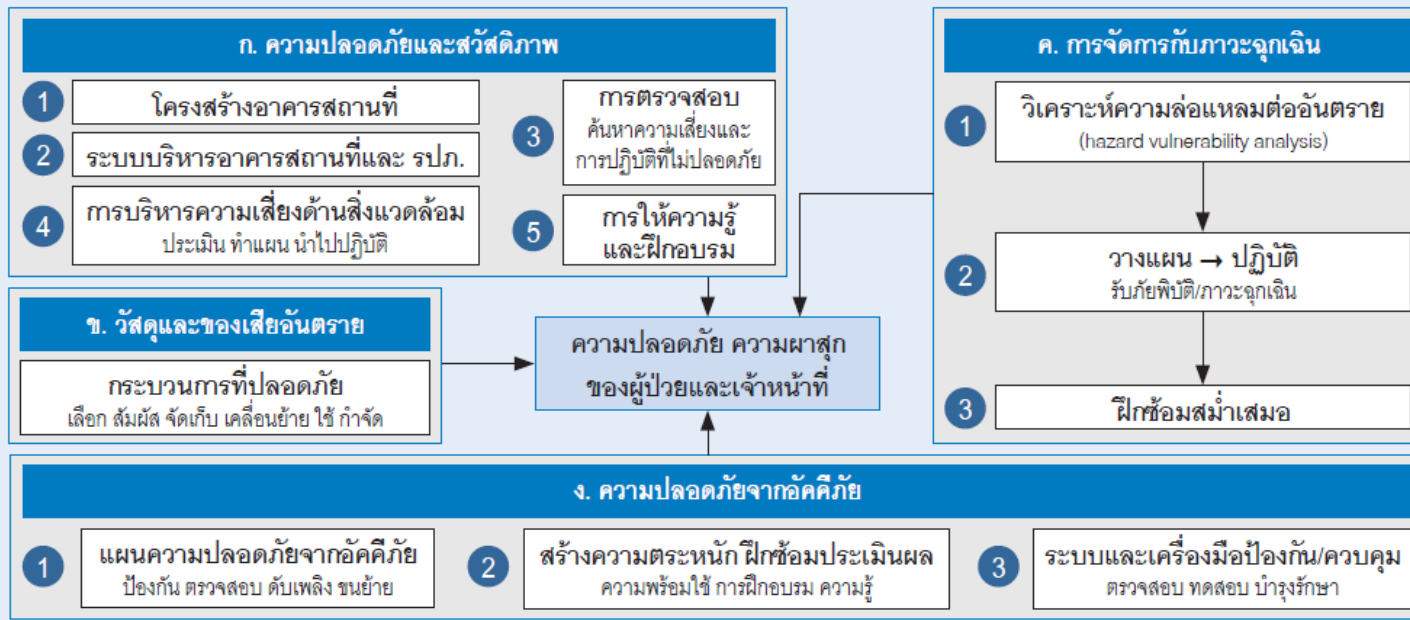 ก. ความปลอดภัยและสวัสดิภาพ
1
โครงสร้างอาคารสถานที่
2
ระบบบริหารอาคารสถานที่และ รปภ.
3
การตรวจสอบ
ค้นหาความเสี่ยงและ
การปฏิบัติที่ไม่ปลอดภัย
4
การบริหารความเสี่ยงด้านสิ่งแวดล้อม
ประเมิน ทำแผน นำไปปฏิบัติ
5
การให้ความรู้
และฝึกอบรม
ข. วัสดุและของเสียอันตราย
กระบวนการที่ปลอดภัย
เลือก สัมผัส จัดเก็บ เคลื่อนย้าย ใช้ กำจัด
ความปลอดภัย ความผาสุก
ของผู้ป่วยและเจ้าหน้าที่
ค. การจัดการกับภาวะฉุกเฉิน
1
วิเคราะห์ความล่อแหลมต่ออันตราย
(hazard vulnerability analysis)
2
วางแผน → ปฏิบัติ
รับภัยพิบัติ/ภาวะฉุกเฉิน
3
ฝึกซ้อมสม่ำเสมอ
ง. ความปลอดภัยจากอัคคีภัย
1
แผนความปลอดภัยจากอัคคีภัย
ป้องกัน ตรวจสอบ ดับเพลิง ขนย้าย
2
สร้างความตระหนัก ฝึกซ้อมประเมินผล
ความพร้อมใช้ การฝึกอบรม ความรู้
3
ระบบและเครื่องมือป้องกัน/ควบคุม
ตรวจสอบ ทดสอบ บำรุงรักษา